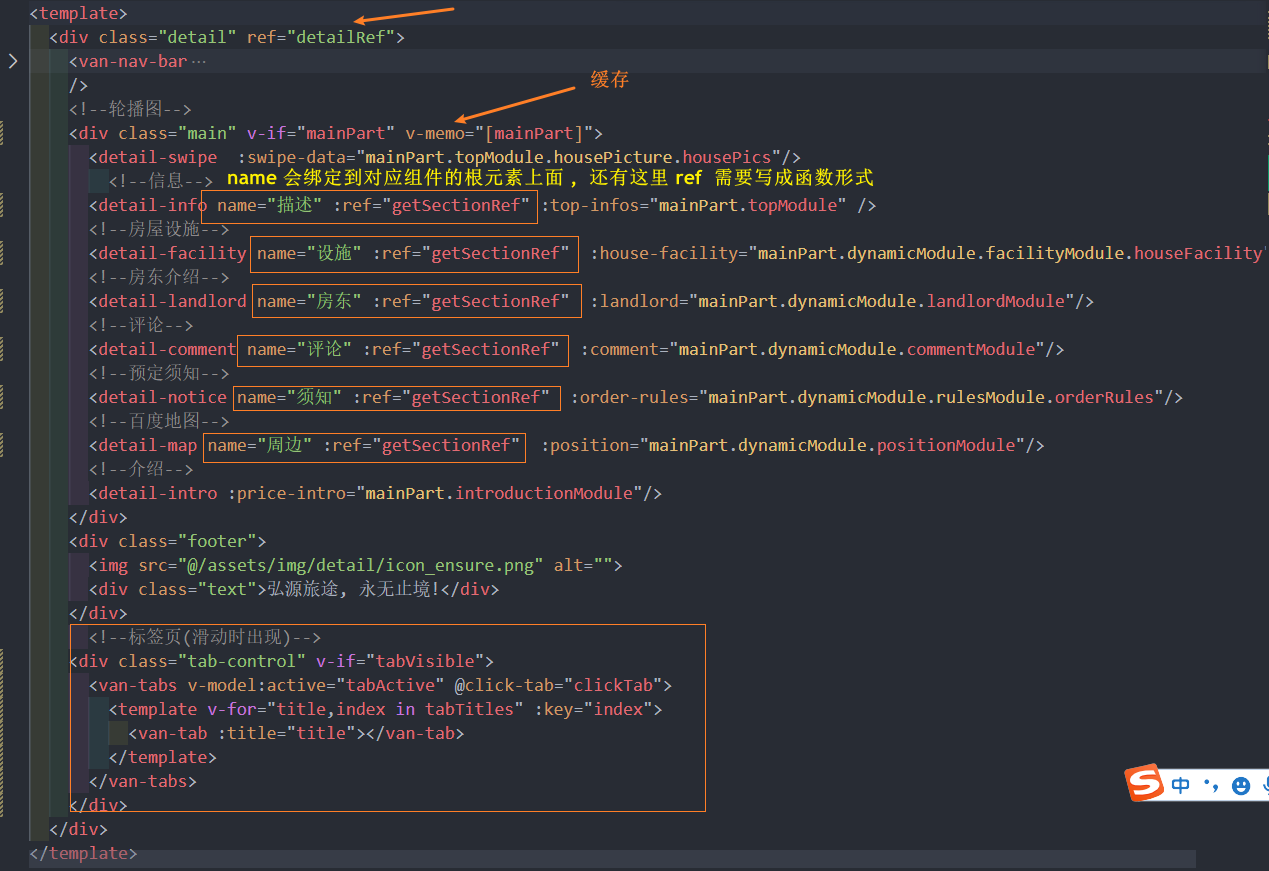 <template>
<div class="detail" ref="detailRef">
<van-nav-bar ···
/>
缓存
<!--轮播图-->
<div class="main" v-if="mainPart" v-memo="[mainPart]">
<detail-swipe  :swipe-data="mainPart.topModule.housePicture.housePics"/>
<!--信息--> name 会绑定到对应组件的根元素上面 ，还有这里 ref 需要写成函数形式
<detail-info name="描述" :ref="getSectionRef" :top-infos="mainPart.topModule" />
<!--房屋设施-->
<detail-facility name="设施" :ref="getSectionRef"  :house-facility="mainPart.dynamicModule.facilityModule.houseFacility"
<!--房东介绍-->
<detail-landlord name="房东" :ref="getSectionRef" :landlord="mainPart.dynamicModule.landlordModule"/>
<!--评论-->
<detail-comment name="评论" :ref="getSectionRef"  :comment="mainPart.dynamicModule.commentModule"/>
<!--预定须知-->
<detail-notice name="须知" :ref="getSectionRef"  :order-rules="mainPart.dynamicModule.rulesModule.orderRules"/>
<!--百度地图-->
<detail-map name="周边" :ref="getSectionRef"  :position="mainPart.dynamicModule.positionModule"/>
<!--介绍-->
<detail-intro :price-intro="mainPart.introductionModule"/>
</div>
<div class="footer">
<img src="@/assets/img/detail/icon_ensure.png" alt="">
<div class="text">弘源旅途, 永无止境!</div>
</div>
<!--标签页(滑动时出现)-->
<div class="tab-control" v-if="tabVisible">
<van-tabs v-model:active="tabActive" @click-tab="clickTab">
<template v-for="title,index in tabTitles" :key="index">
<van-tab :title="title"></van-tab>
</template>
</van-tabs>
</div>
</div>
</template>
S 中